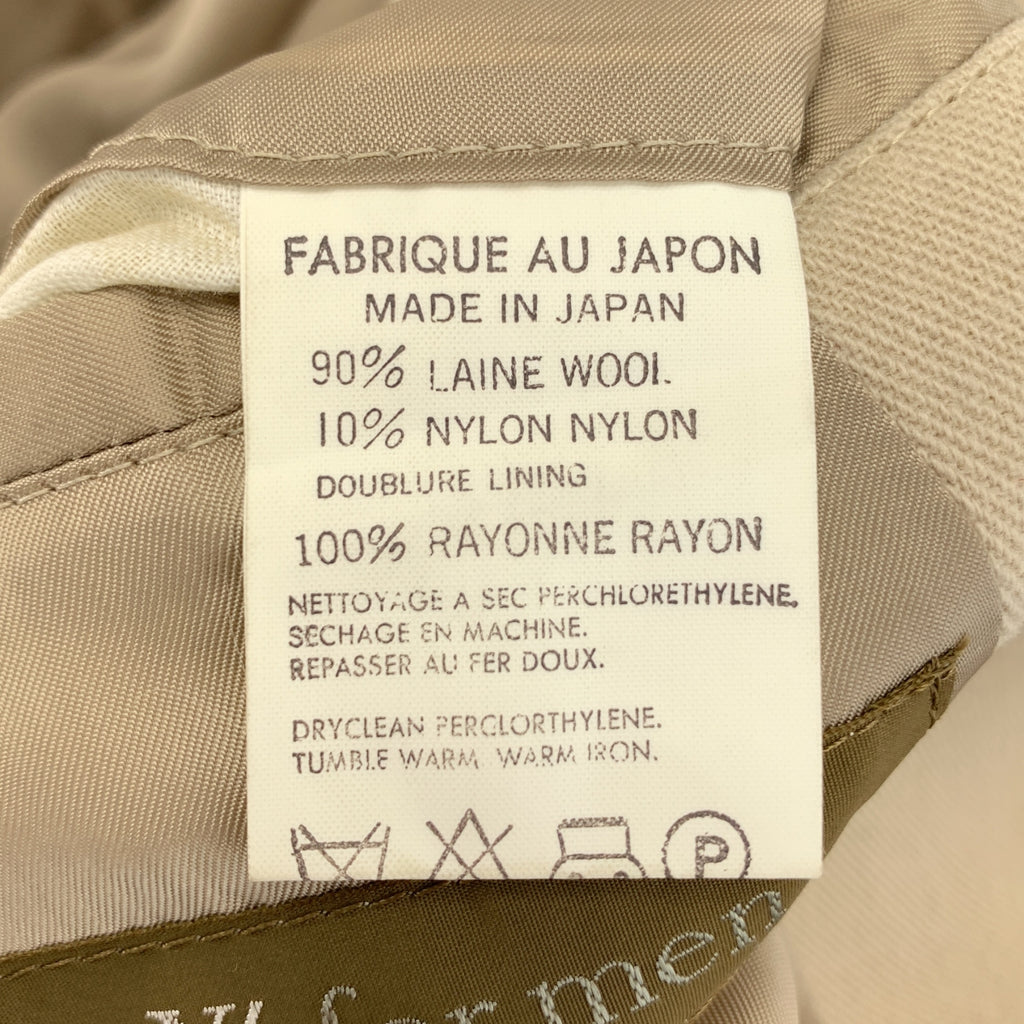 FABRIQUE AU JAPON
MADE IN JAPAN
90% LAINE WOOL.
10% NYLON NYLON
DOUBLURE LINING
100% RAYONNE RAYON
NETTOYAGE A SEC PERCHLORETHYLENE.
SECHAGE EN MACHINE.
REPASSER AU FER DOUX.
DRYCLEAN PERCLORTHYLENE.
TUMBLE WARM. WARM IRON.
P
for men